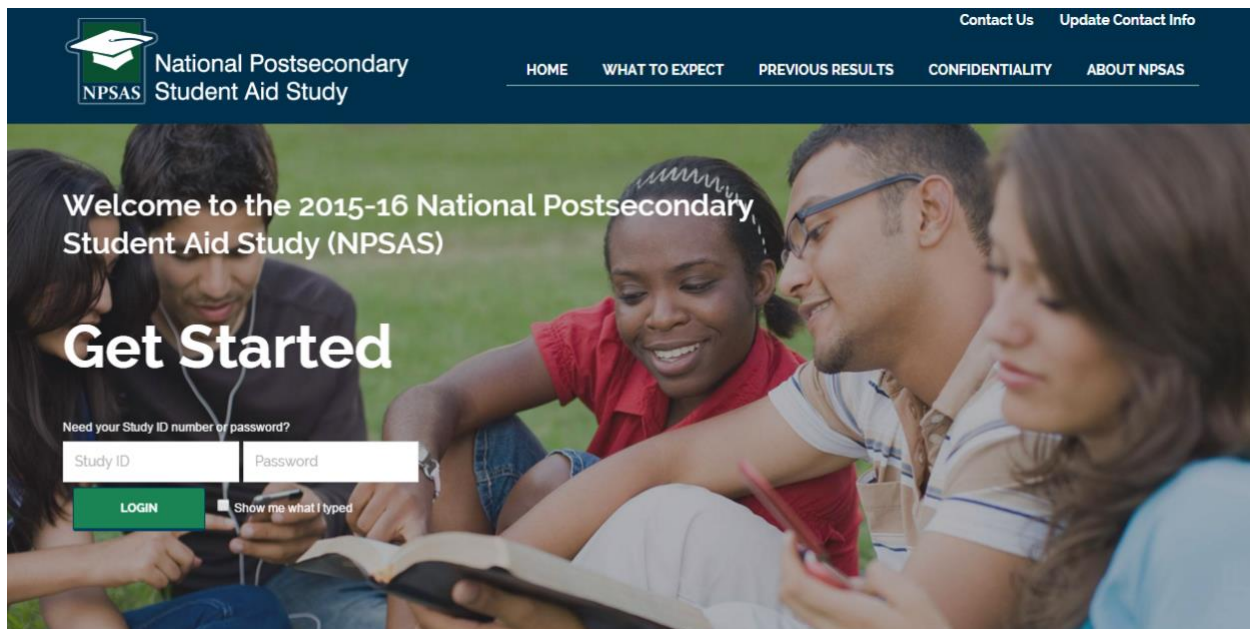 Contact Us Update Contact Info
NPSAS
National Postsecondary
Student Aid Study
HOME WHAT TO EXPECT PREVIOUS RESULTS CONFIDENTIALITY ABOUT NPSAS
Welcome to the 2015-16 National Postsecondary
Student Aid Study (NPSAS)
Get Started
Need your Study ID number or password?
Study ID Password
LOGIN Show me what I typed